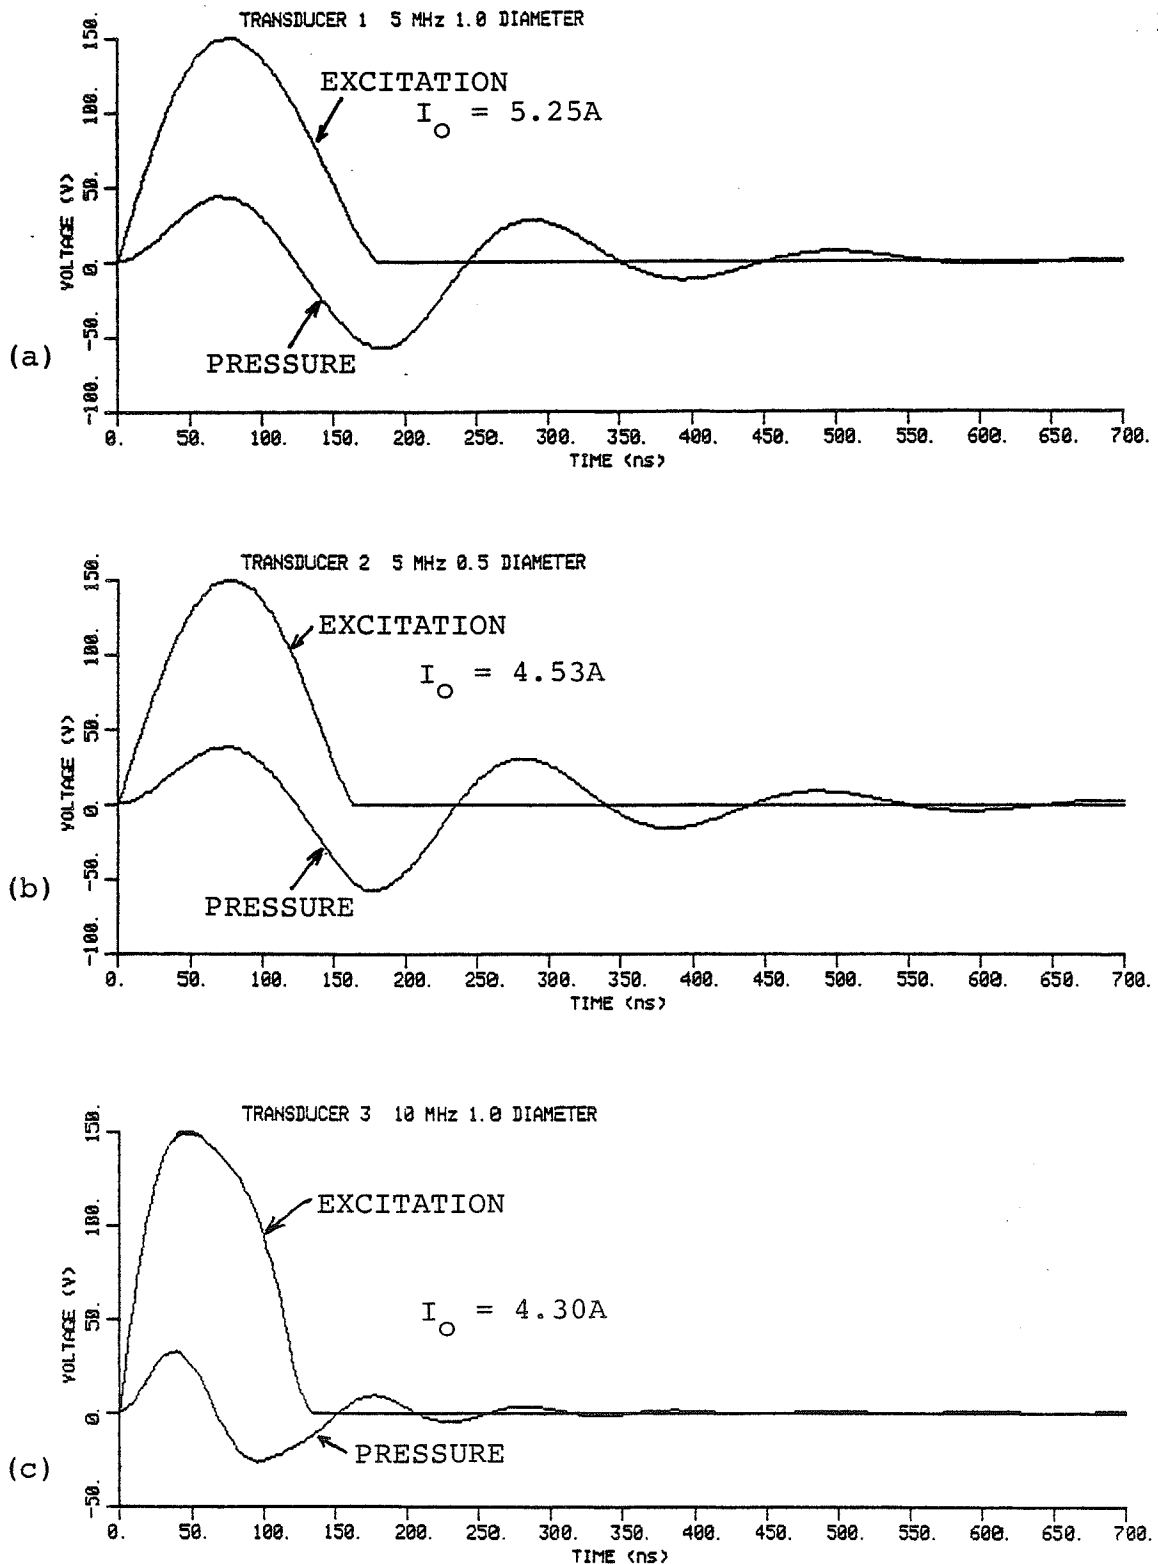 TRANSDUCER 1 5 MHz 1.0 DIAMETER
EXCITATION
I_O = 5.25A
PRESSURE
(a)
VOLTAGE (V)
150. 100. 50. 0. -50. -100.
0. 50. 100. 150. 200. 250. 300. 350. 400. 450. 500. 550. 600. 650. 700.
TIME (ns)
TRANSDUCER 2 5 MHz 0.5 DIAMETER
EXCITATION
I_O = 4.53A
PRESSURE
(b)
VOLTAGE (V)
150. 100. 50. 0. -50. -100.
0. 50. 100. 150. 200. 250. 300. 350. 400. 450. 500. 550. 600. 650. 700.
TIME (ns)
TRANSDUCER 3 10 MHz 1.0 DIAMETER
EXCITATION
I_O = 4.30A
PRESSURE
(c)
VOLTAGE (V)
150. 100. 50. 0. -50.
0. 50. 100. 150. 200. 250. 300. 350. 400. 450. 500. 550. 600. 650. 700.
TIME (ns)